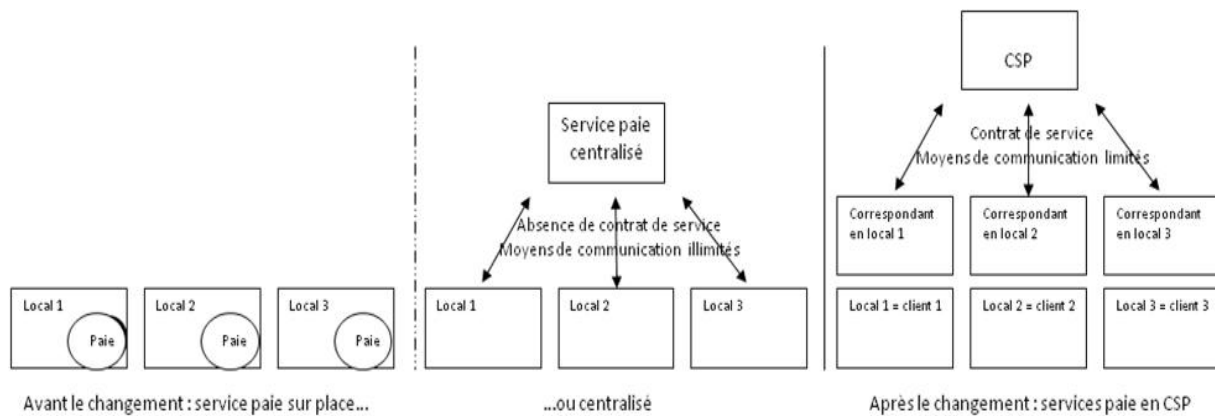 Local 1
Paie
Local 2
Paie
Local 3
Paie
Avant le changement : service paie sur place...
Service paie
centralisé
Absence de contrat de service
Moyens de communication illimités
Local 1
Local 2
Local 3
...ou centralisé
CSP
Contrat de service
Moyens de communication limités
Correspondant
en local 1
Correspondant
en local 2
Correspondant
en local 3
Local 1 = client 1
Local 2 = client 2
Local 3 = client 3
Après le changement : services paie en CSP